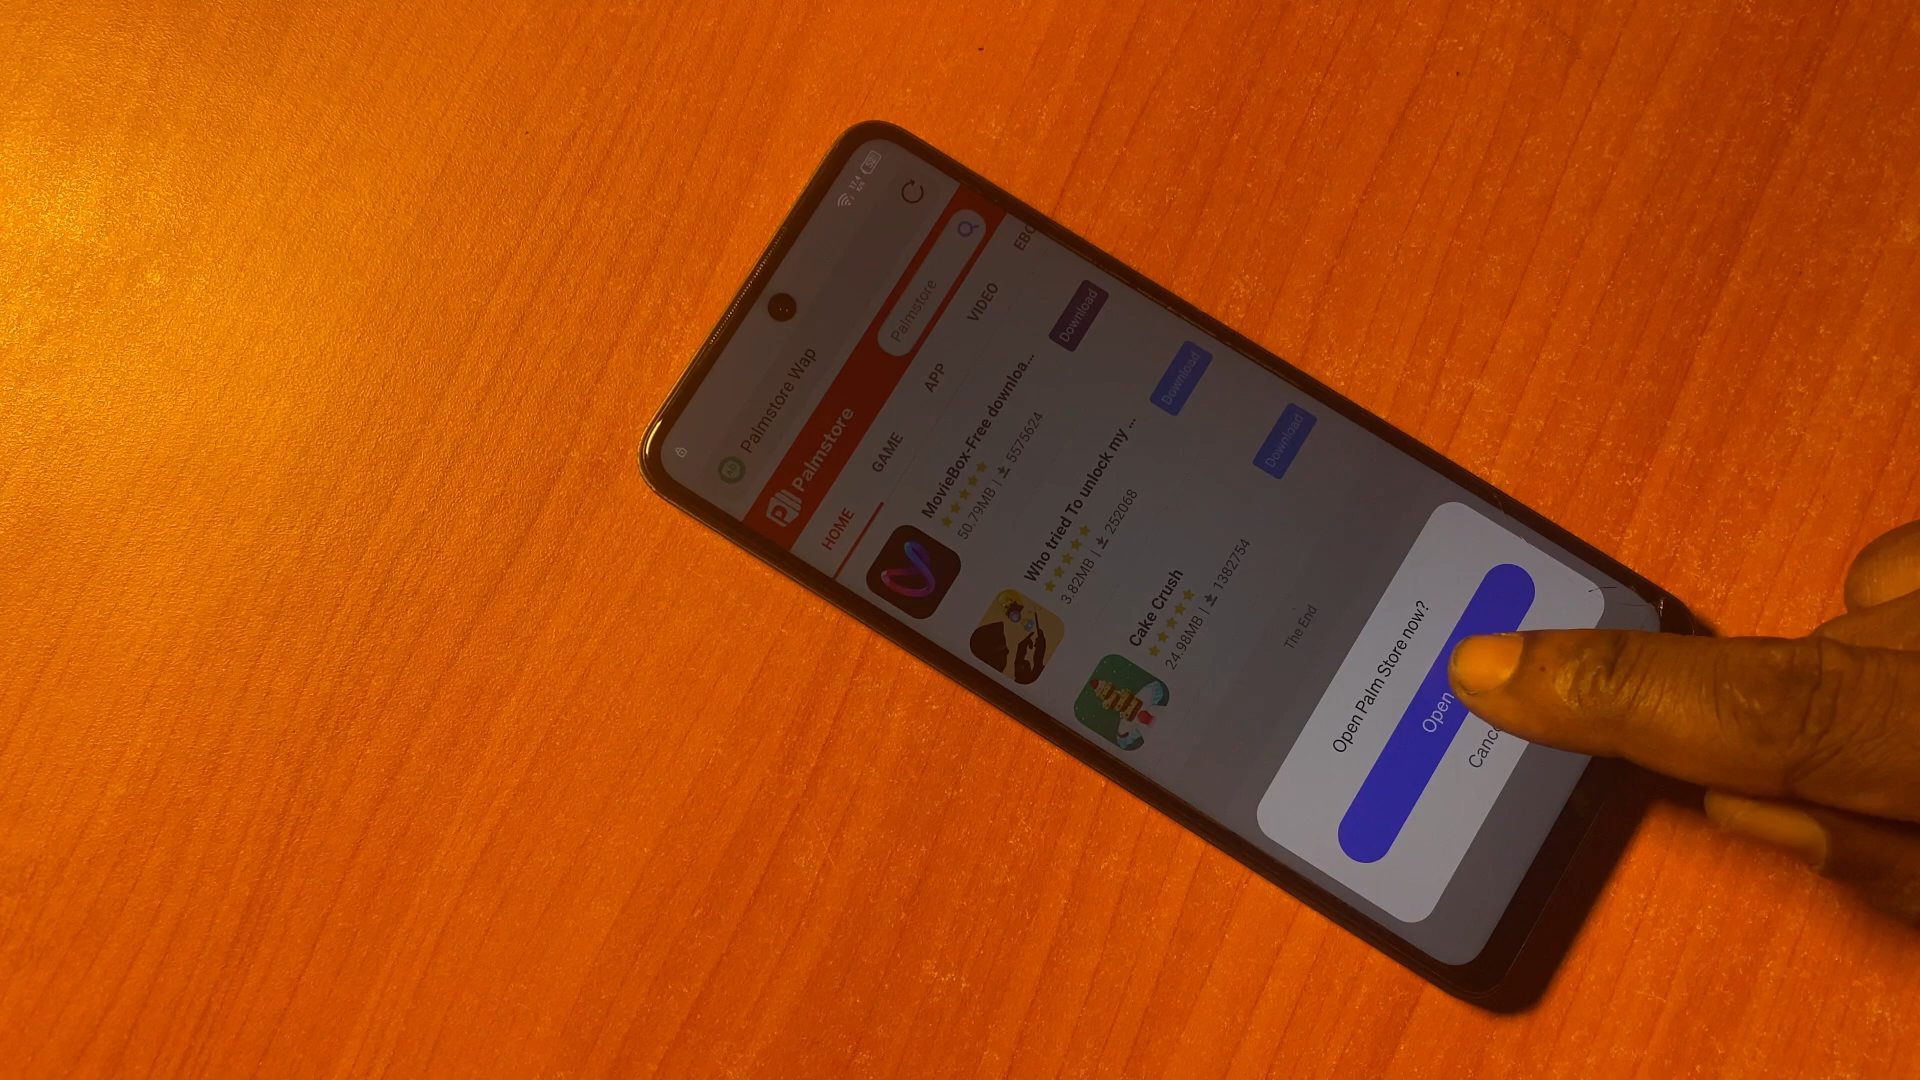 Palmstore Wap
Palmstore
Palmstore
HOME
GAME
APP
VIDEO
MovieBox-Free downloa...
50.79MB | 5575624
Download
Who tried To unlock my ...
3.82MB | 252068
Download
Cake Crush
24.98MB | 1382754
Download
The End
Open Palm Store now?
Open